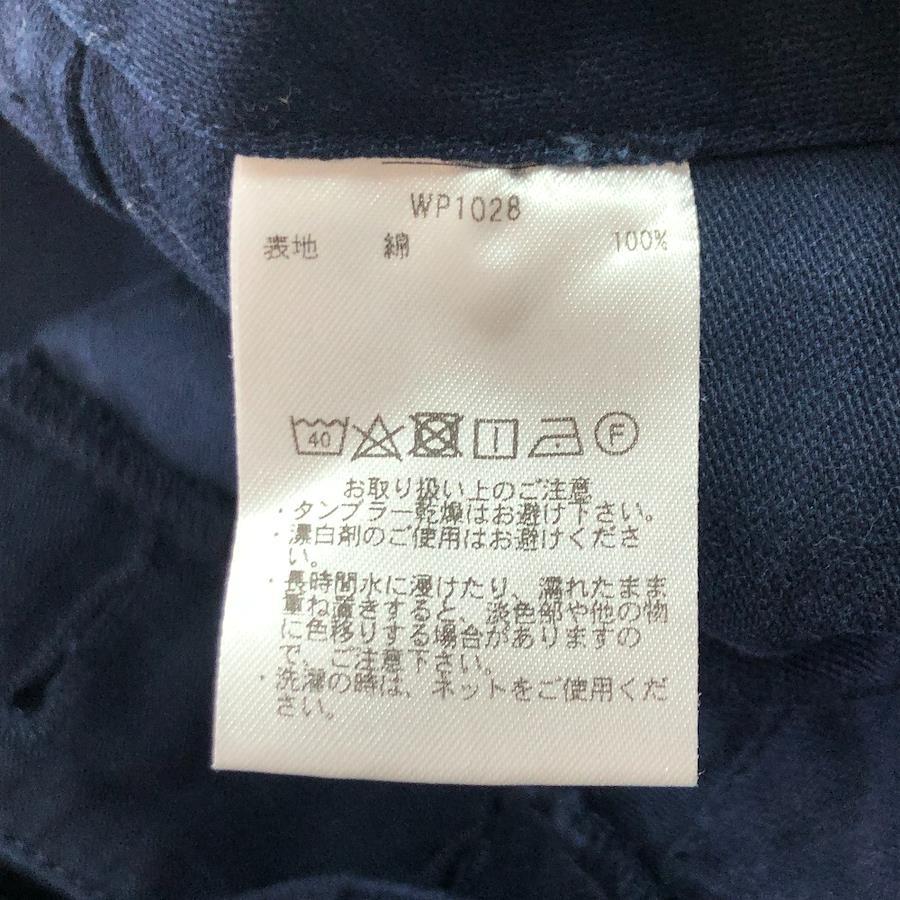 WP1028
表地 綿 100%
40 F
お取り扱い上のご注意
・タンブラー乾燥はお避け下さい。
・漂白剤のご使用はお避けくださ
い。
・長時間水に浸けたり、濡れたまま
重ね置きすると、淡色部や他の物
に色移りする場合がありますの
で、ご注意下さい。
・洗濯の時は、ネットをご使用くだ
さい。